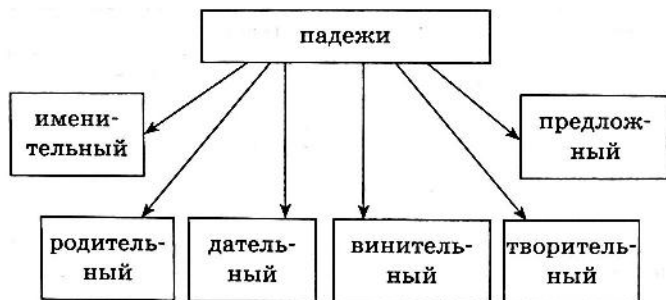 падежи
имени-
тельный
родитель-
ный
датель-
ный
винитель-
ный
творитель-
ный
предлож-
ный